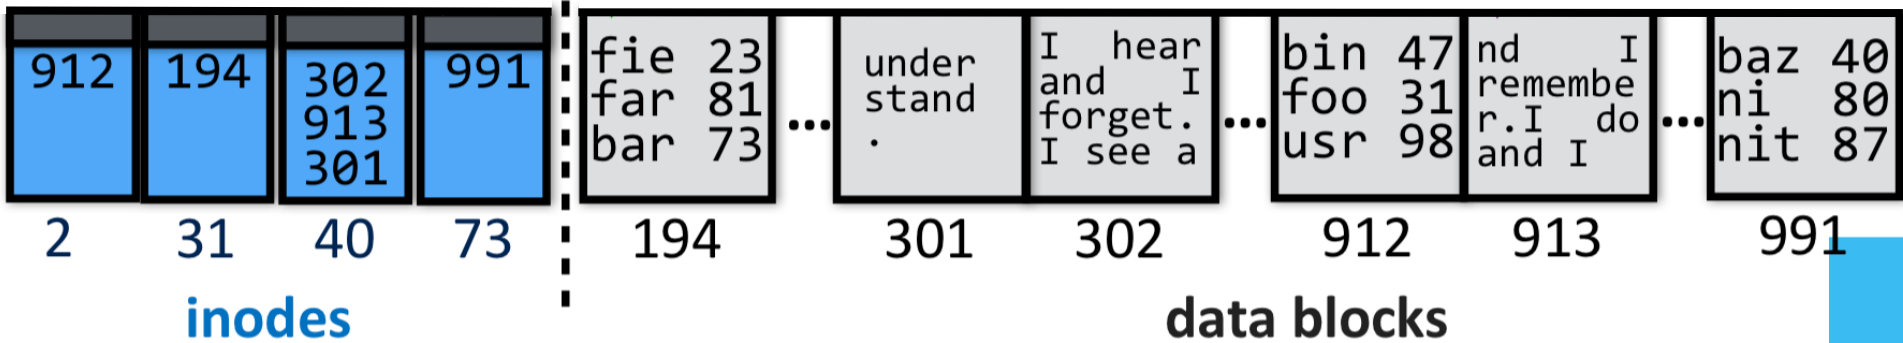 912
194
302
913
301
991
fie 23
far 81
bar 73
...
under
stand
.
I hear
and I
forget.
I see a
...
bin 47
foo 31
usr 98
nd I
remembe
r.I do
and I
...
baz 40
ni 80
nit 87
2 31 40 73 194 301 302 912 913 991
inodes data blocks